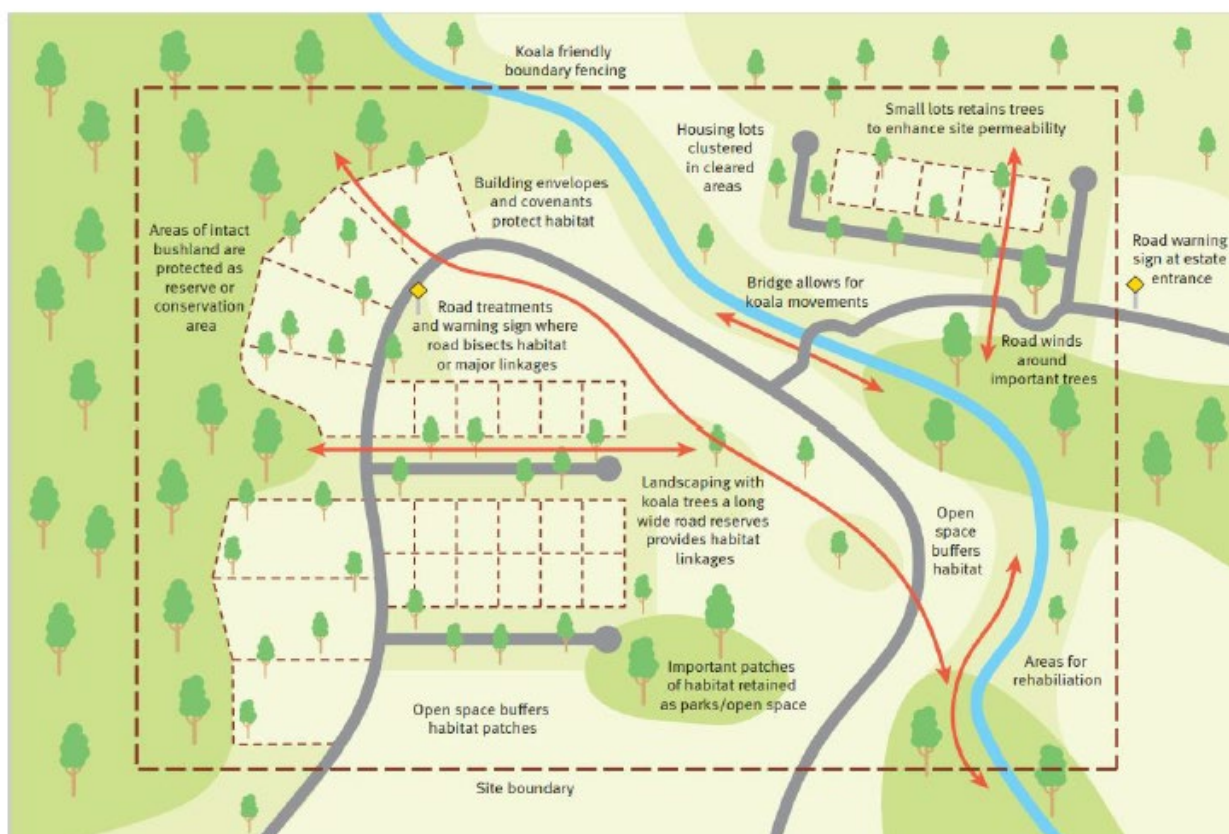 Koala friendly
boundary fencing
Small lots retains trees
to enhance site permeability
Housing lots
clustered
in cleared
areas
Building envelopes
and covenants
protect habitat
Areas of intact
bushland are
protected as
reserve or
conservation
area
Road warning
sign at estate
entrance
Bridge allows for
koala movements
Road treatments
and warning sign where
road bisects habitat
or major linkages
Road winds
around
important trees
Landscaping with
koala trees a long
wide road reserves
provides habitat
linkages
Open
space
buffers
habitat
Important patches
of habitat retained
as parks/open space
Areas for
rehabiliation
Open space buffers
habitat patches
Site boundary